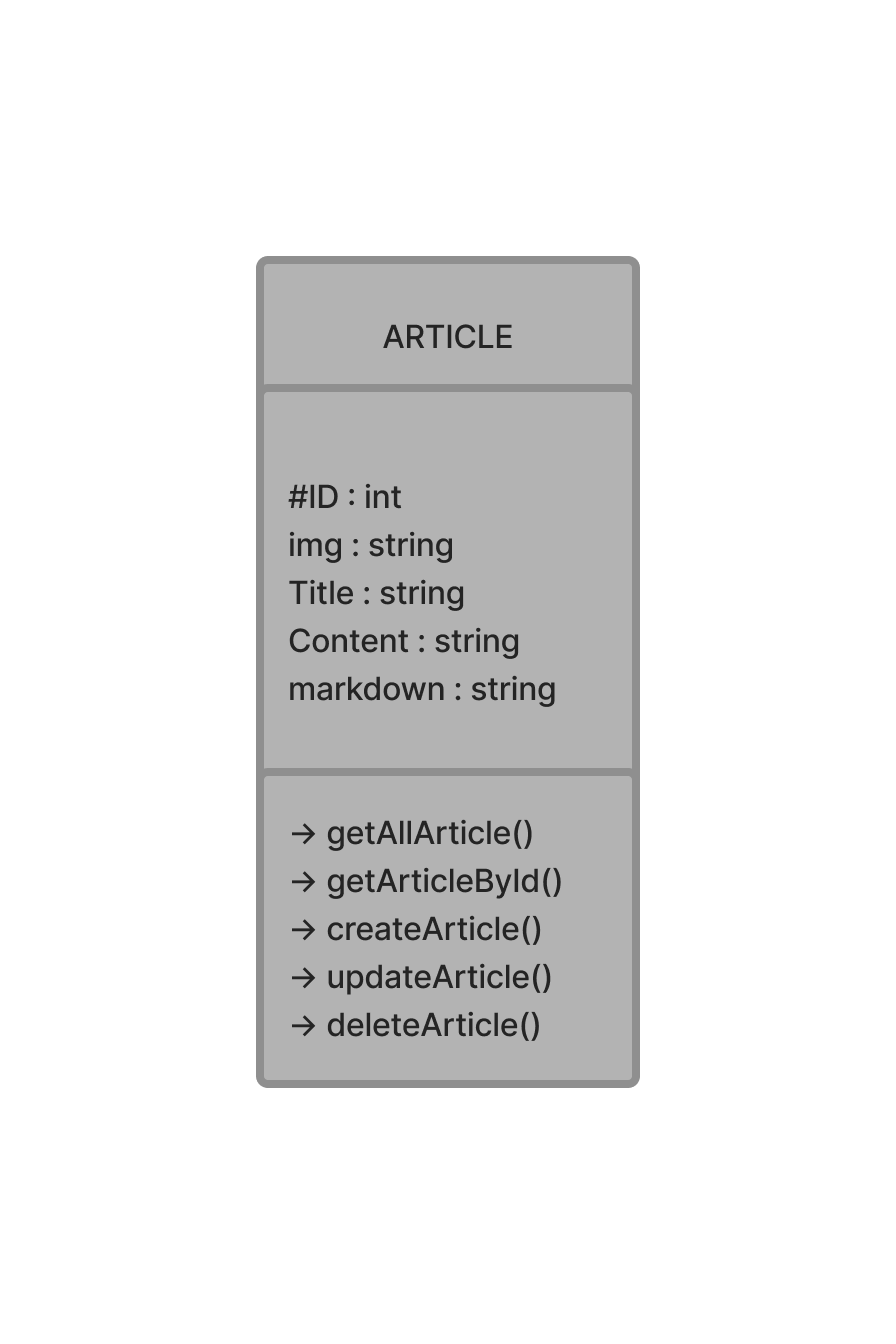 ARTICLE
#ID : int
img : string
Title : string
Content : string
markdown : string
→ getAllArticle()
→ getArticleById()
→ createArticle()
→ updateArticle()
→ deleteArticle()